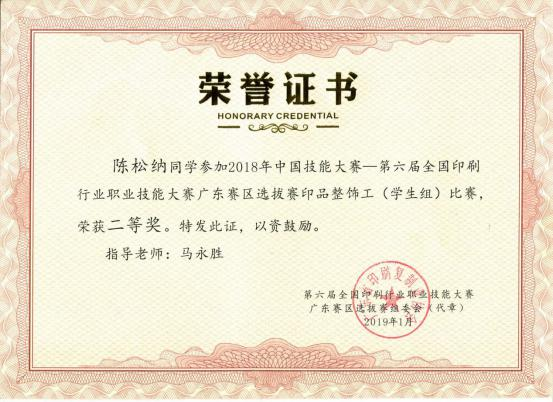 荣誉证书
HONORARY CREDENTIAL
陈松纳同学参加2018年中国技能大赛—第六届全国印刷
行业职业技能大赛广东赛区选拔赛印品整饰工（学生组）比赛，
荣获二等奖。特发此证，以资鼓励。
指导老师：马永胜
第六届全国印刷行业职业技能大赛
广东赛区选拔赛组委会（代章）
2019年1月
印刷复制